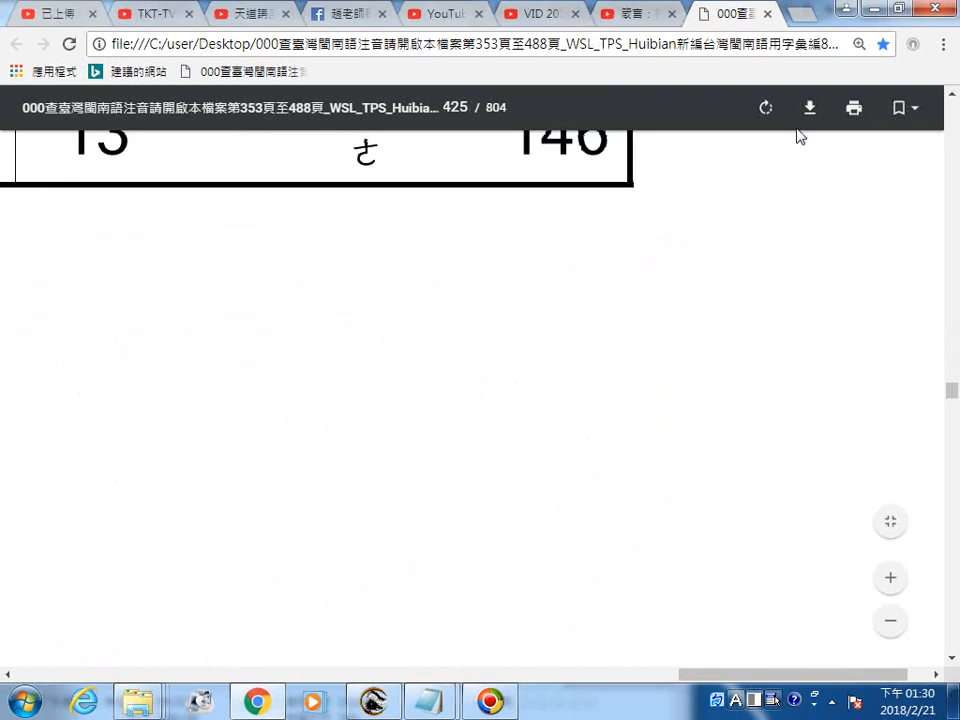 已上傳
TKT-TV
天道講
趙老師
YouTub
VID 201
箴言：
000查臺
file:///C:/user/Desktop/000查臺灣閩南語注音請開啟本檔案第353頁至488頁_WSL_TPS_Huibian新編台灣閩南語用字彙編8...
應用程式
建議的網站
000查臺灣閩南語注音
000查臺灣閩南語注音請開啟本檔案第353頁至488頁_WSL_TPS_Huibia... 425 / 804
13 ㄜ 146
下午 01:30
2018/2/21